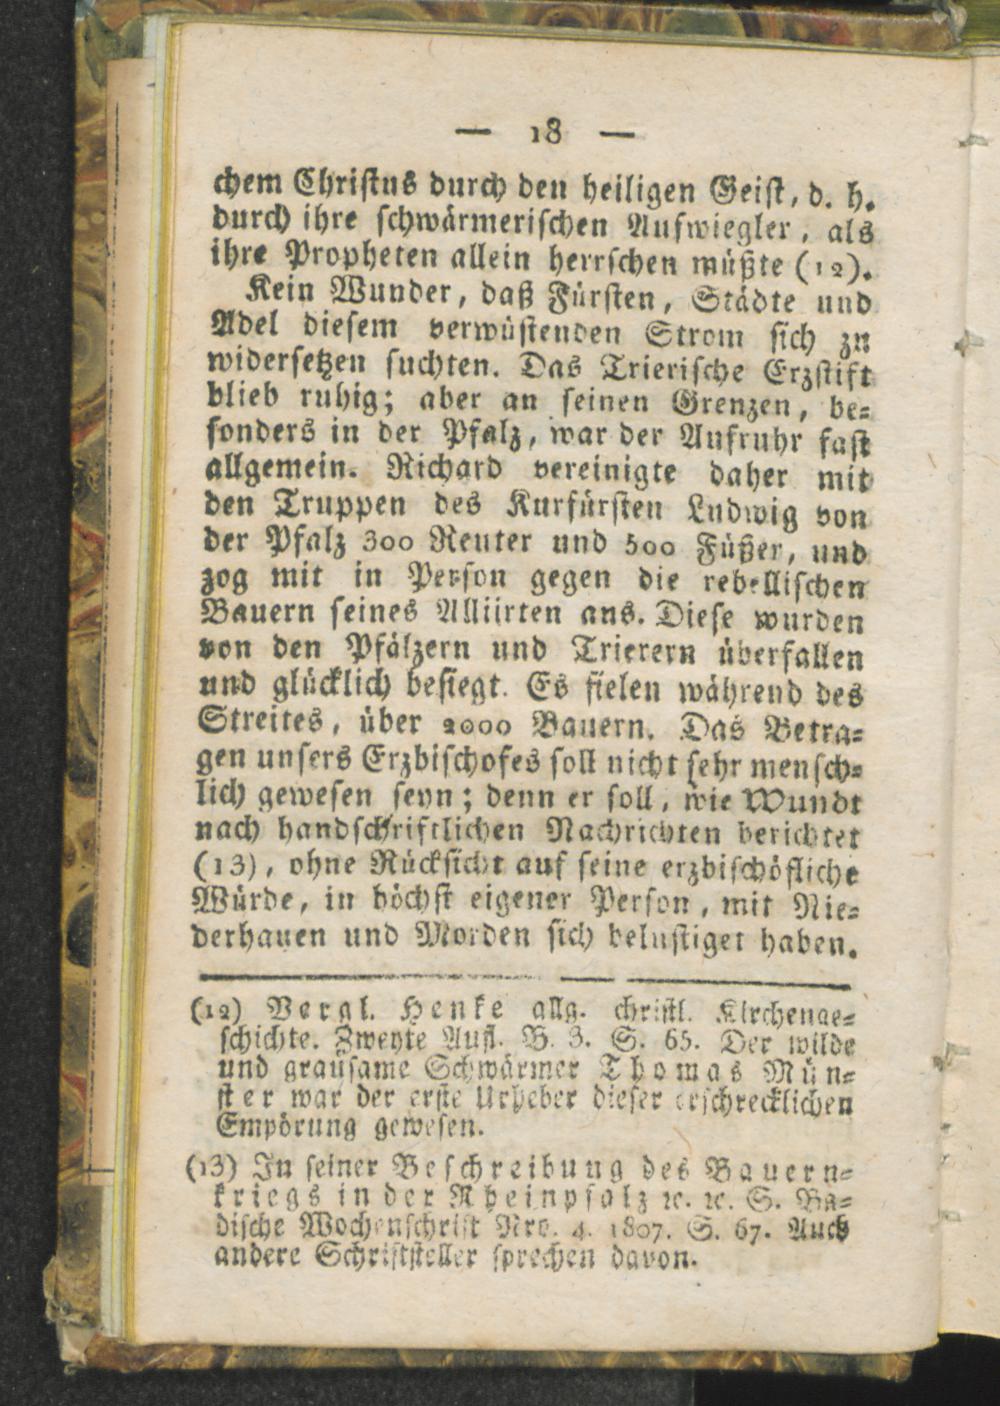 — 18 —
chem Christus durch den heiligen Geist, d. h.
durch ihre schwärmerischen Aufwiegler, als
ihre Propheten allein herrschen müßte (12).
Kein Wunder, daß Fürsten, Städte und
Adel diesem verwüstenden Strom sich zu
widersetzen suchten. Das Trierische Erzstift
blieb ruhig; aber an seinen Grenzen, be-
sonders in der Pfalz, war der Aufruhr fast
allgemein. Richard vereinigte daher mit
den Truppen des Kurfürsten Ludwig von
der Pfalz 300 Reuter und 500 Füßer, und
zog mit in Person gegen die rebellischen
Bauern seines Alliirten aus. Diese wurden
von den Pfälzern und Trierern überfallen
und glücklich besiegt. Es fielen während des
Streites, über 2000 Bauern. Das Betra-
gen unsers Erzbischofes soll nicht sehr mensch-
lich gewesen seyn; denn er soll, wie Wundt
nach handschriftlichen Nachrichten berichtet
(13), ohne Rücksicht auf seine erzbischöfliche
Würde, in höchst eigener Person, mit Nie-
derhauen und Morden sich belustiget haben.
(12) Vergl. Henke allg. christl. Kirchenge-
schichte. Zweyte Aufl. B. 3. S. 65. Der wilde
und grausame Schwärmer Thomas Mün-
ster war der erste Urheber dieser erschrecklichen
Empörung gewesen.
(13) In seiner Beschreibung des Bauern-
kriegs in der Rheinpfalz ꝛc. ꝛc. S. Ba-
dische Wochenschrift Nro. 4. 1807. S. 67. Auch
andere Schriftsteller sprechen davon.